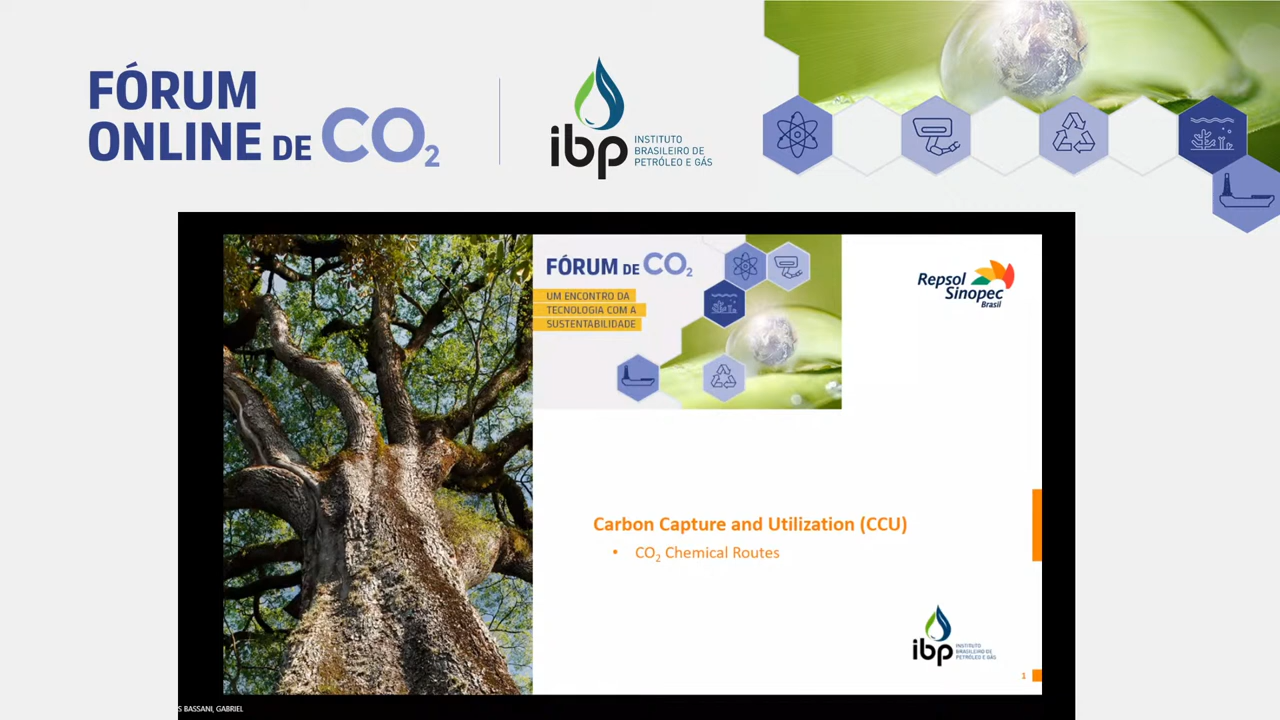 FÓRUM
ONLINE DE CO₂
ibp
INSTITUTO
BRASILEIRO DE
PETRÓLEO E GÁS
FÓRUM DE CO₂
UM ENCONTRO DA
TECNOLOGIA COM A
SUSTENTABILIDADE
Repsol
Sinopec
Brasil
Carbon Capture and Utilization (CCU)
• CO₂ Chemical Routes
ibp
INSTITUTO
BRASILEIRO DE
PETRÓLEO E GÁS
1
S BASSANI, GABRIEL